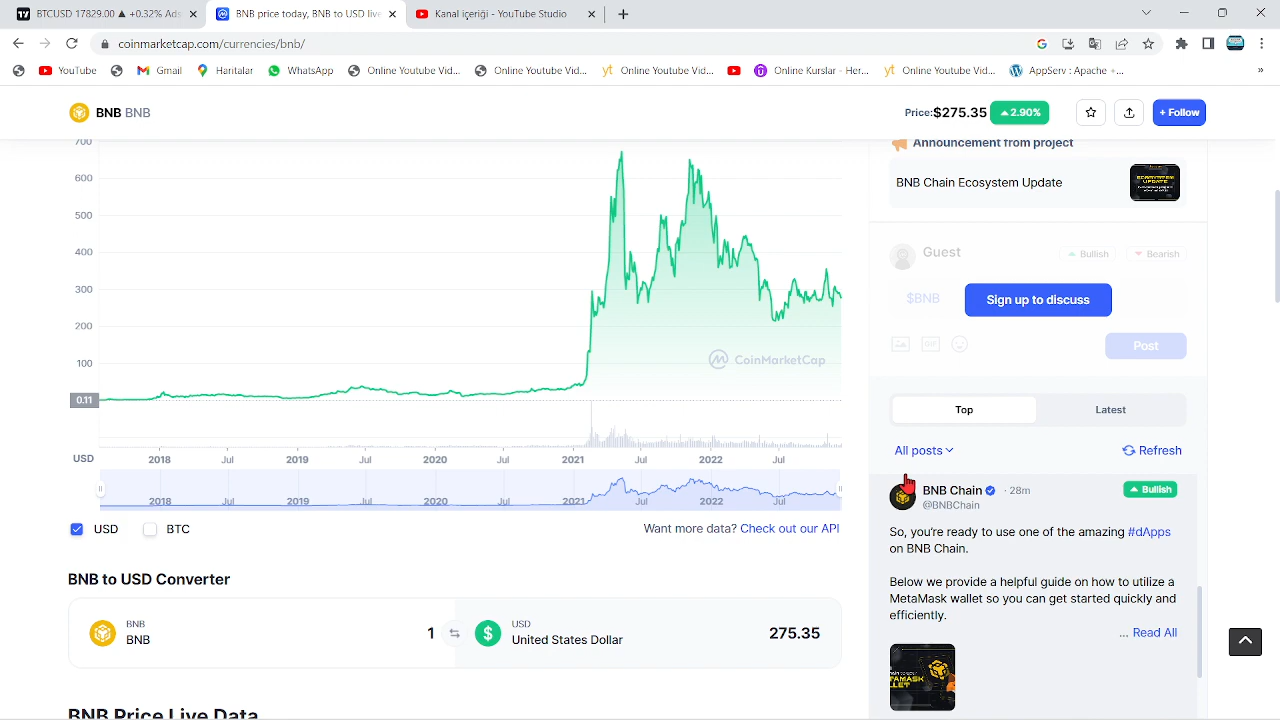 BTCUSD 17829.00 ▲ +0.32% Ads
BNB price today, BNB to USD live
Kanal Feriji - YouTube Studio
coinmarketcap.com/currencies/bnb/
YouTube
Gmail
Haritalar
WhatsApp
Online Youtube Vid...
Online Youtube Vid...
Online Youtube Vid...
Online Kurslar - Her...
Online Youtube Vid...
AppServ : Apache +...
BNB BNB
Price:$275.35
2.90%
+ Follow
700
600
500
400
300
200
100
0.11
CoinMarketCap
USD
2018
Jul
2019
Jul
2020
Jul
2021
Jul
2022
Jul
2018
Jul
2019
Jul
2020
Jul
2021
Jul
2022
Jul
USD
BTC
Want more data? Check out our API
BNB to USD Converter
BNB
BNB
1
USD
United States Dollar
275.35
BNB Price Live Data
Announcement from project
BNB Chain Ecosystem Update
ECOSYSTEM
UPDATE
Guest
Bullish
Bearish
$BNB
Sign up to discuss
GIF
Post
Top
Latest
All posts
Refresh
BNB Chain · 28m
Bullish
@BNBChain
So, you're ready to use one of the amazing #dApps
on BNB Chain.
Below we provide a helpful guide on how to utilize a
MetaMask wallet so you can get started quickly and
efficiently.
... Read All